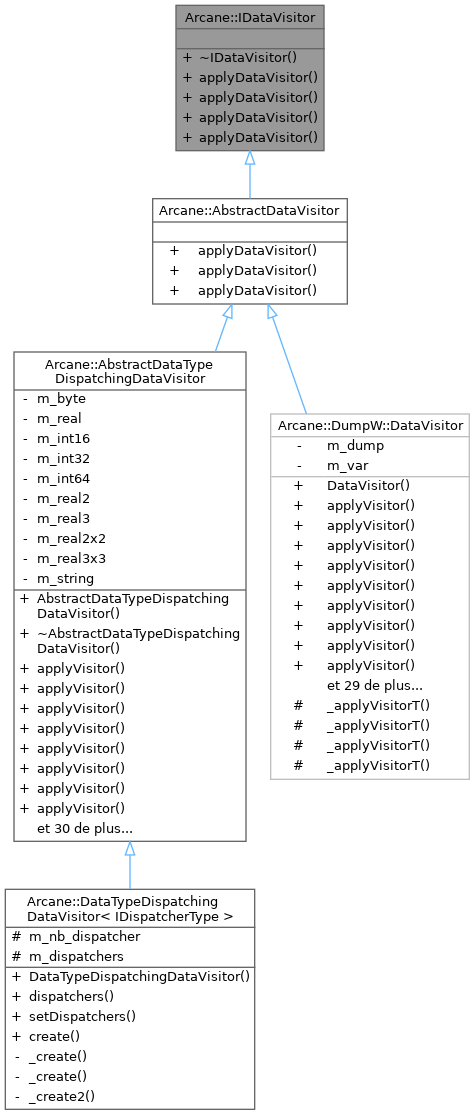 Arcane::IDataVisitor
+ ~IDataVisitor()
+ applyDataVisitor()
+ applyDataVisitor()
+ applyDataVisitor()
+ applyDataVisitor()
Arcane::AbstractDataVisitor
+ applyDataVisitor()
+ applyDataVisitor()
+ applyDataVisitor()
Arcane::AbstractDataType
DispatchingDataVisitor
- m_byte
- m_real
- m_int16
- m_int32
- m_int64
- m_real2
- m_real3
- m_real2x2
- m_real3x3
- m_string
+ AbstractDataTypeDispatching
DataVisitor()
+ ~AbstractDataTypeDispatching
DataVisitor()
+ applyVisitor()
+ applyVisitor()
+ applyVisitor()
+ applyVisitor()
+ applyVisitor()
+ applyVisitor()
+ applyVisitor()
+ applyVisitor()
et 30 de plus...
Arcane::DumpW::DataVisitor
- m_dump
- m_var
+ DataVisitor()
+ applyVisitor()
+ applyVisitor()
+ applyVisitor()
+ applyVisitor()
+ applyVisitor()
+ applyVisitor()
+ applyVisitor()
+ applyVisitor()
+ applyVisitor()
et 29 de plus...
# _applyVisitorT()
# _applyVisitorT()
# _applyVisitorT()
# _applyVisitorT()
Arcane::DataTypeDispatching
DataVisitor< IDispatcherType >
# m_nb_dispatcher
# m_dispatchers
+ DataTypeDispatchingDataVisitor()
+ dispatchers()
+ setDispatchers()
+ create()
- _create()
- _create()
- _create2()